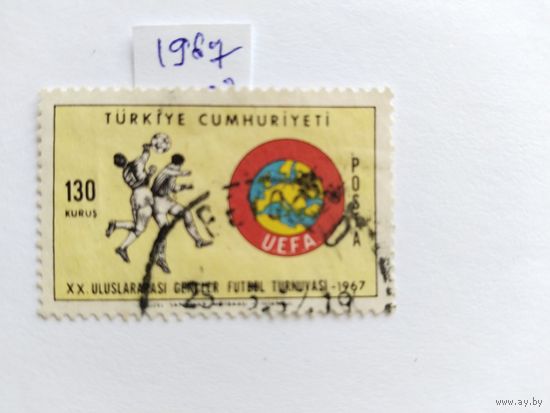 1967
TÜRKİYE CUMHURİYETİ
130
KURUŞ
POSTA
UEFA
XX. ULUSLARARASI GENÇLER FUTBOL TURNUVASI - 1967
www.ay.by